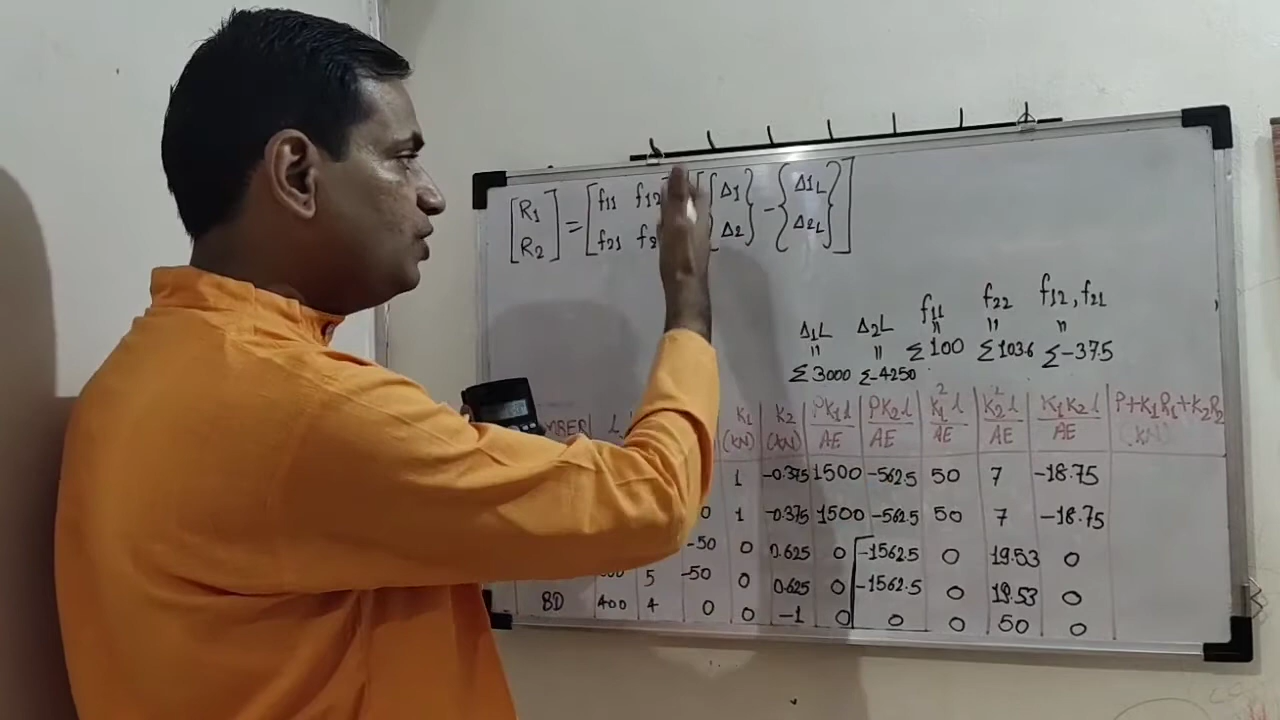 [R1 R2] = [f11 f12 f21 f2 [{Δ1 Δ2} - {Δ1L Δ2L}]
f11 f22 f12, f21
Δ1L Δ2L " " "
" " Σ100 Σ103.6 Σ-37.5
Σ3000 Σ-4250
MBER l K1 (KN) K2 (KN) PK1l/AE PK2l/AE K1²l/AE K2²l/AE K1K2l/AE P+K1R1+K2R2 (KN)
1 -0.375 1500 -562.5 50 7 -18.75
0 1 -0.375 1500 -562.5 50 7 -18.75
-50 0 0.625 0 -1562.5 0 19.53 0
5 -50 0 0.625 0 -1562.5 0 19.53 0
BD 400 4 0 0 -1 0 0 0 50 0